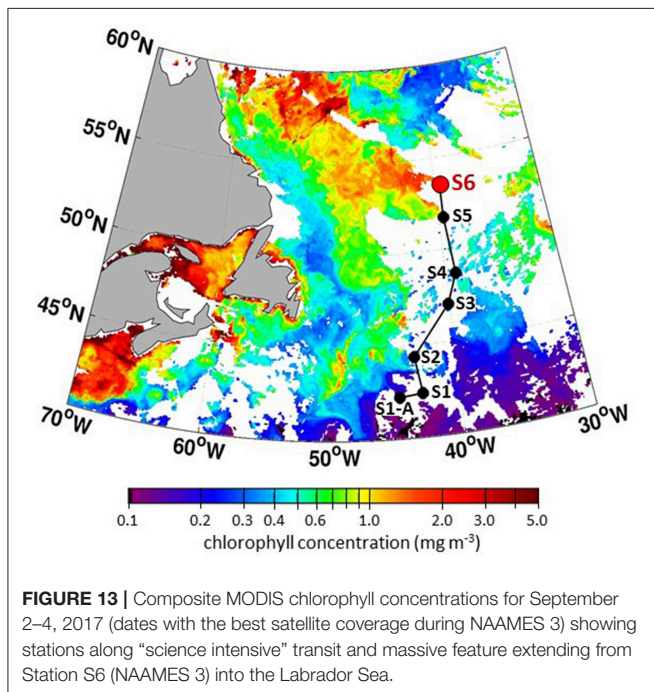 60°N
55°N
50°N
45°N
S6
S5
S4
S3
S2
S1
S1-A
70°W
60°W
50°W
40°W
30°W
0.1 0.2 0.3 0.4 0.6 1.0 2.0 3.0 5.0
chlorophyll concentration (mg m⁻³)
FIGURE 13 | Composite MODIS chlorophyll concentrations for September
2–4, 2017 (dates with the best satellite coverage during NAAMES 3) showing
stations along “science intensive” transit and massive feature extending from
Station S6 (NAAMES 3) into the Labrador Sea.